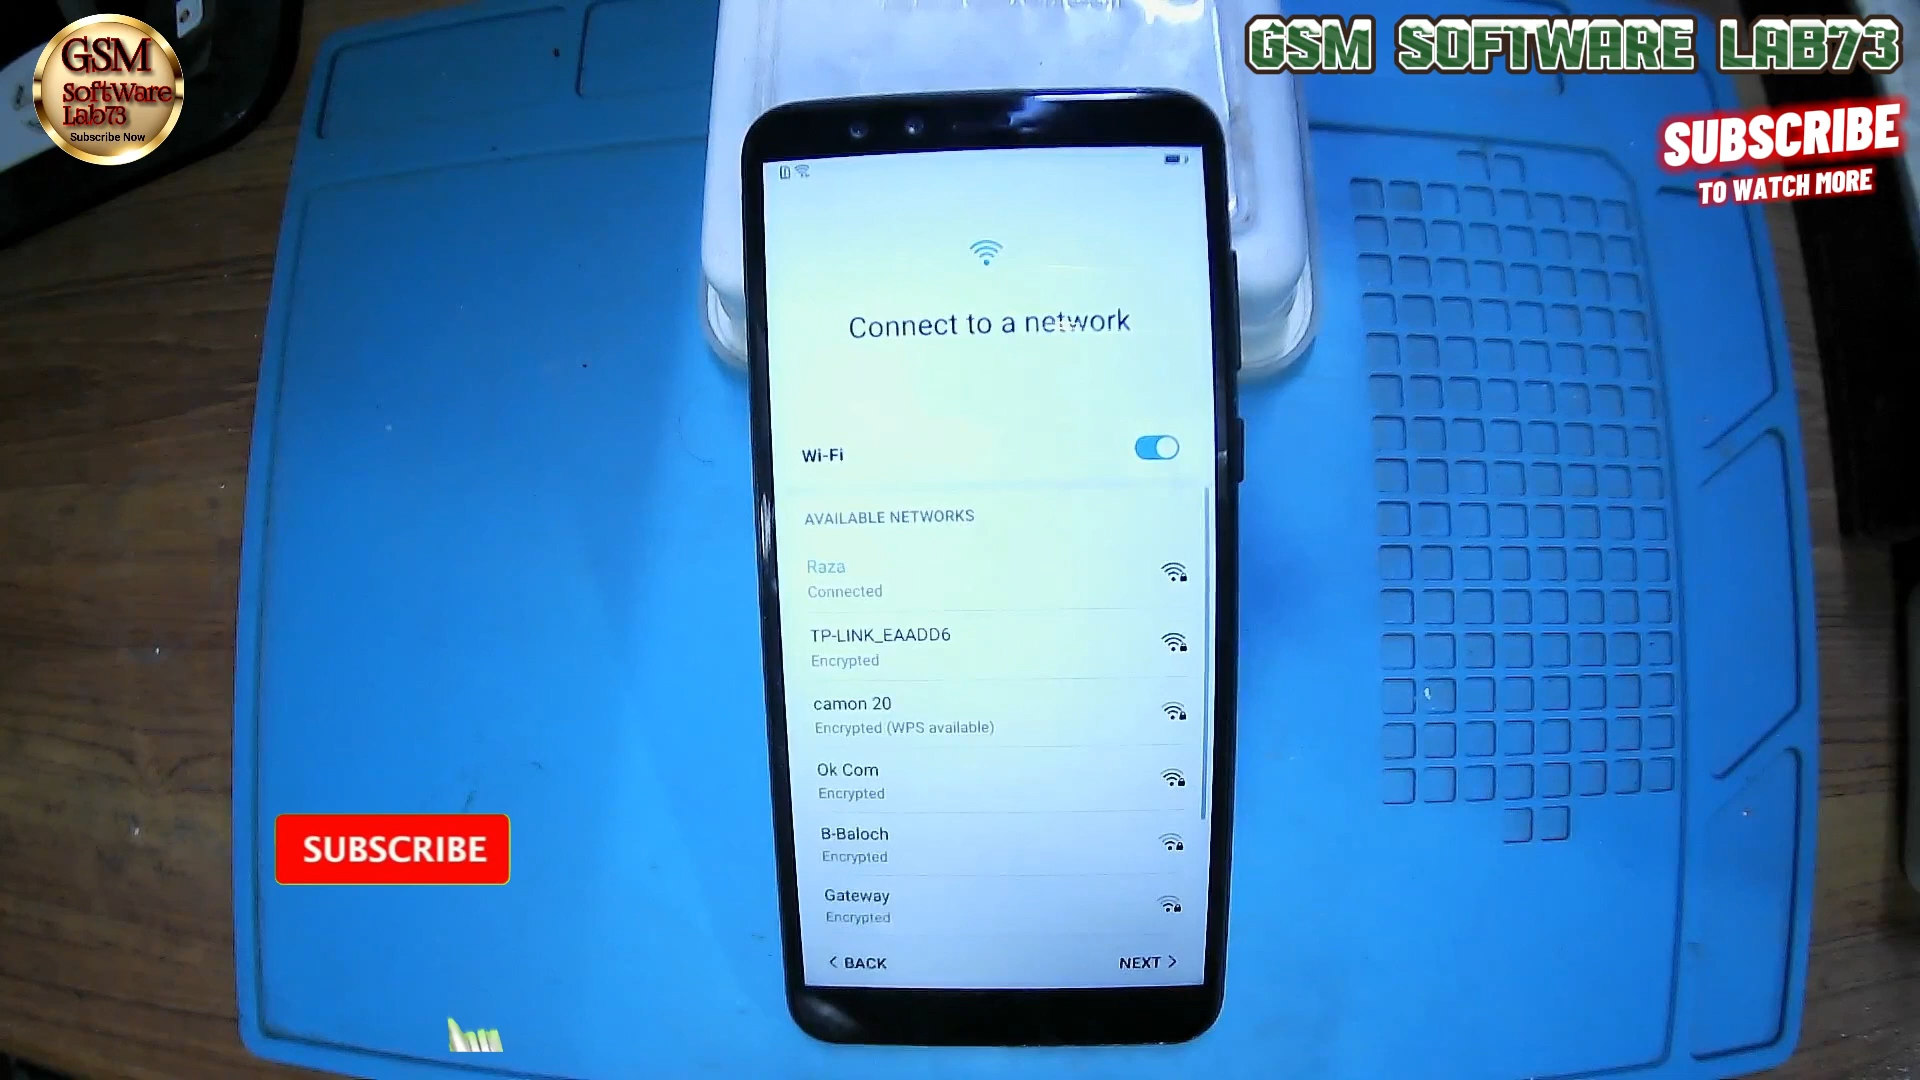 GSM
SoftWare
Lab73
Subscribe Now
GSM SOFTWARE LAB73
SUBSCRIBE
TO WATCH MORE
Connect to a network
Wi-Fi
AVAILABLE NETWORKS
Raza
Connected
TP-LINK_EAADD6
Encrypted
camon 20
Encrypted (WPS available)
Ok Com
Encrypted
B-Baloch
Encrypted
Gateway
Encrypted
< BACK
NEXT >
SUBSCRIBE